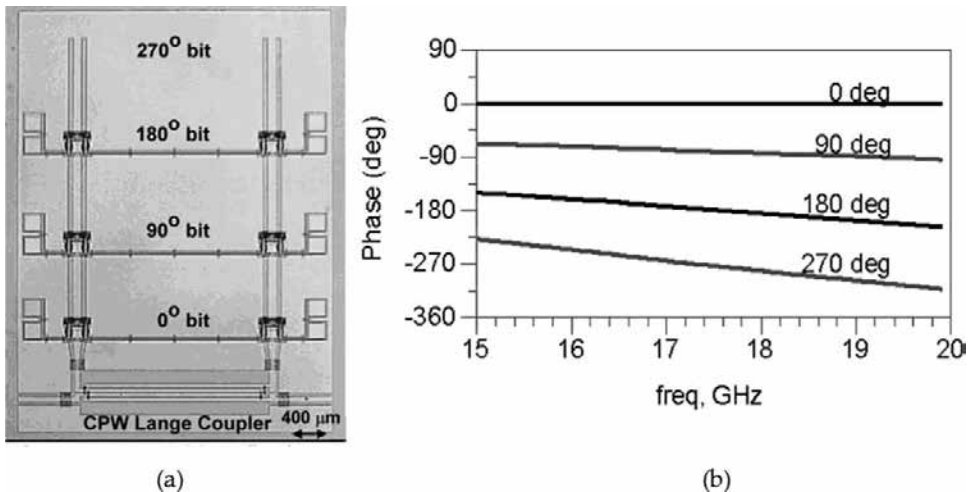 270° bit
180° bit
90° bit
0° bit
CPW Lange Coupler
400 µm
(a)
90
0
-90
-180
-270
-360
Phase (deg)
0 deg
90 deg
180 deg
270 deg
15 16 17 18 19 20
freq, GHz
(b)